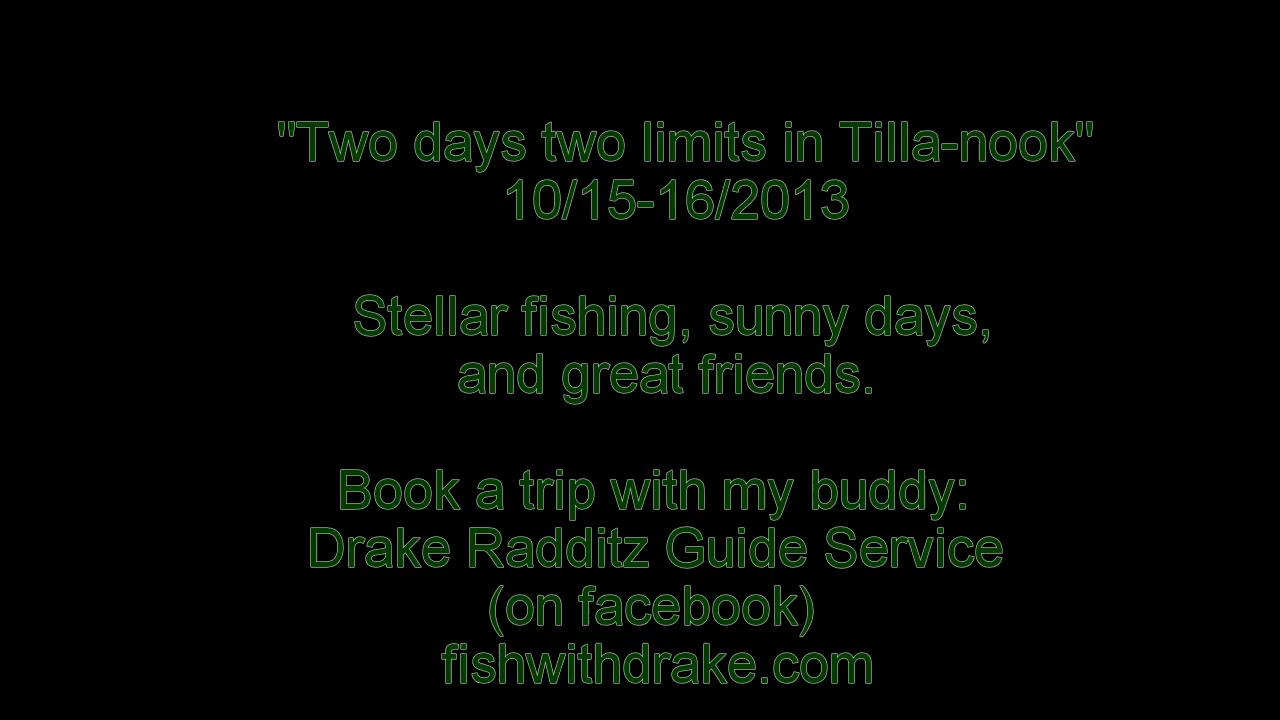 "Two days two limits in Tilla-nook"
10/15-16/2013
Stellar fishing, sunny days,
and great friends.
Book a trip with my buddy:
Drake Radditz Guide Service
(on facebook)
fishwithdrake.com